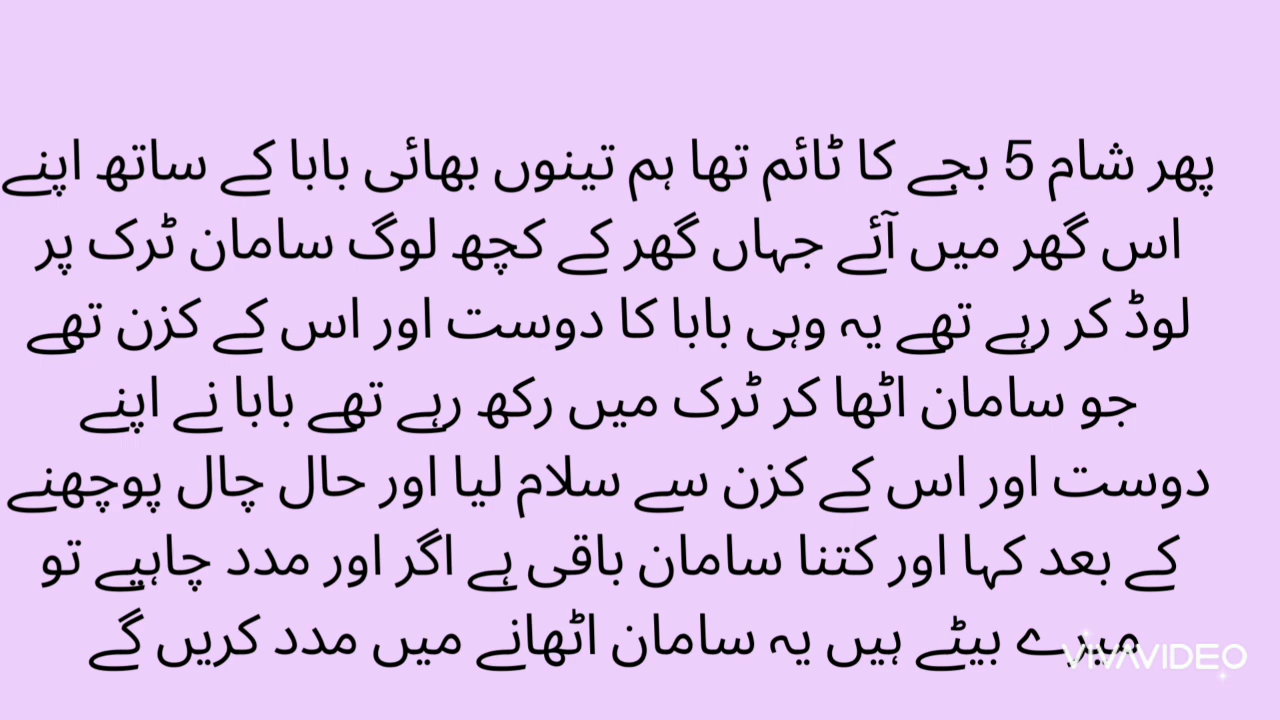 پھر شام 5 بجے کا ٹائم تھا ہم تینوں بھائی بابا کے ساتھ اپنے
اس گھر میں آئے جہاں گھر کے کچھ لوگ سامان ٹرک پر
لوڈ کر رہے تھے یہ وہی بابا کا دوست اور اس کے کزن تھے
جو سامان اٹھا کر ٹرک میں رکھ رہے تھے بابا نے اپنے
دوست اور اس کے کزن سے سلام لیا اور حال چال پوچھنے
کے بعد کہا اور کتنا سامان باقی ہے اگر اور مدد چاہیے تو
میرے بیٹے ہیں یہ سامان اٹھانے میں مدد کریں گے
VIVAVIDEO